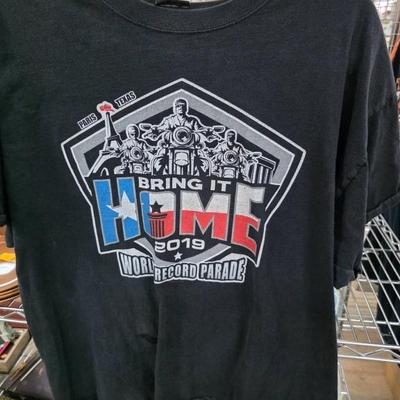 PARIS TEXAS
BRING IT
HOME
2019
WORLD RECORD PARADE